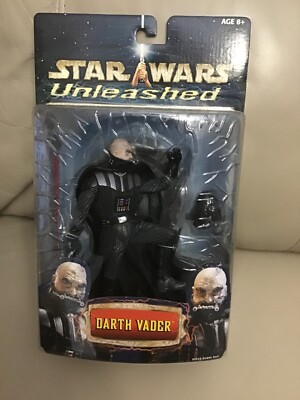 AGE 8+
STAR WARS
Unleashed
DARTH VADER